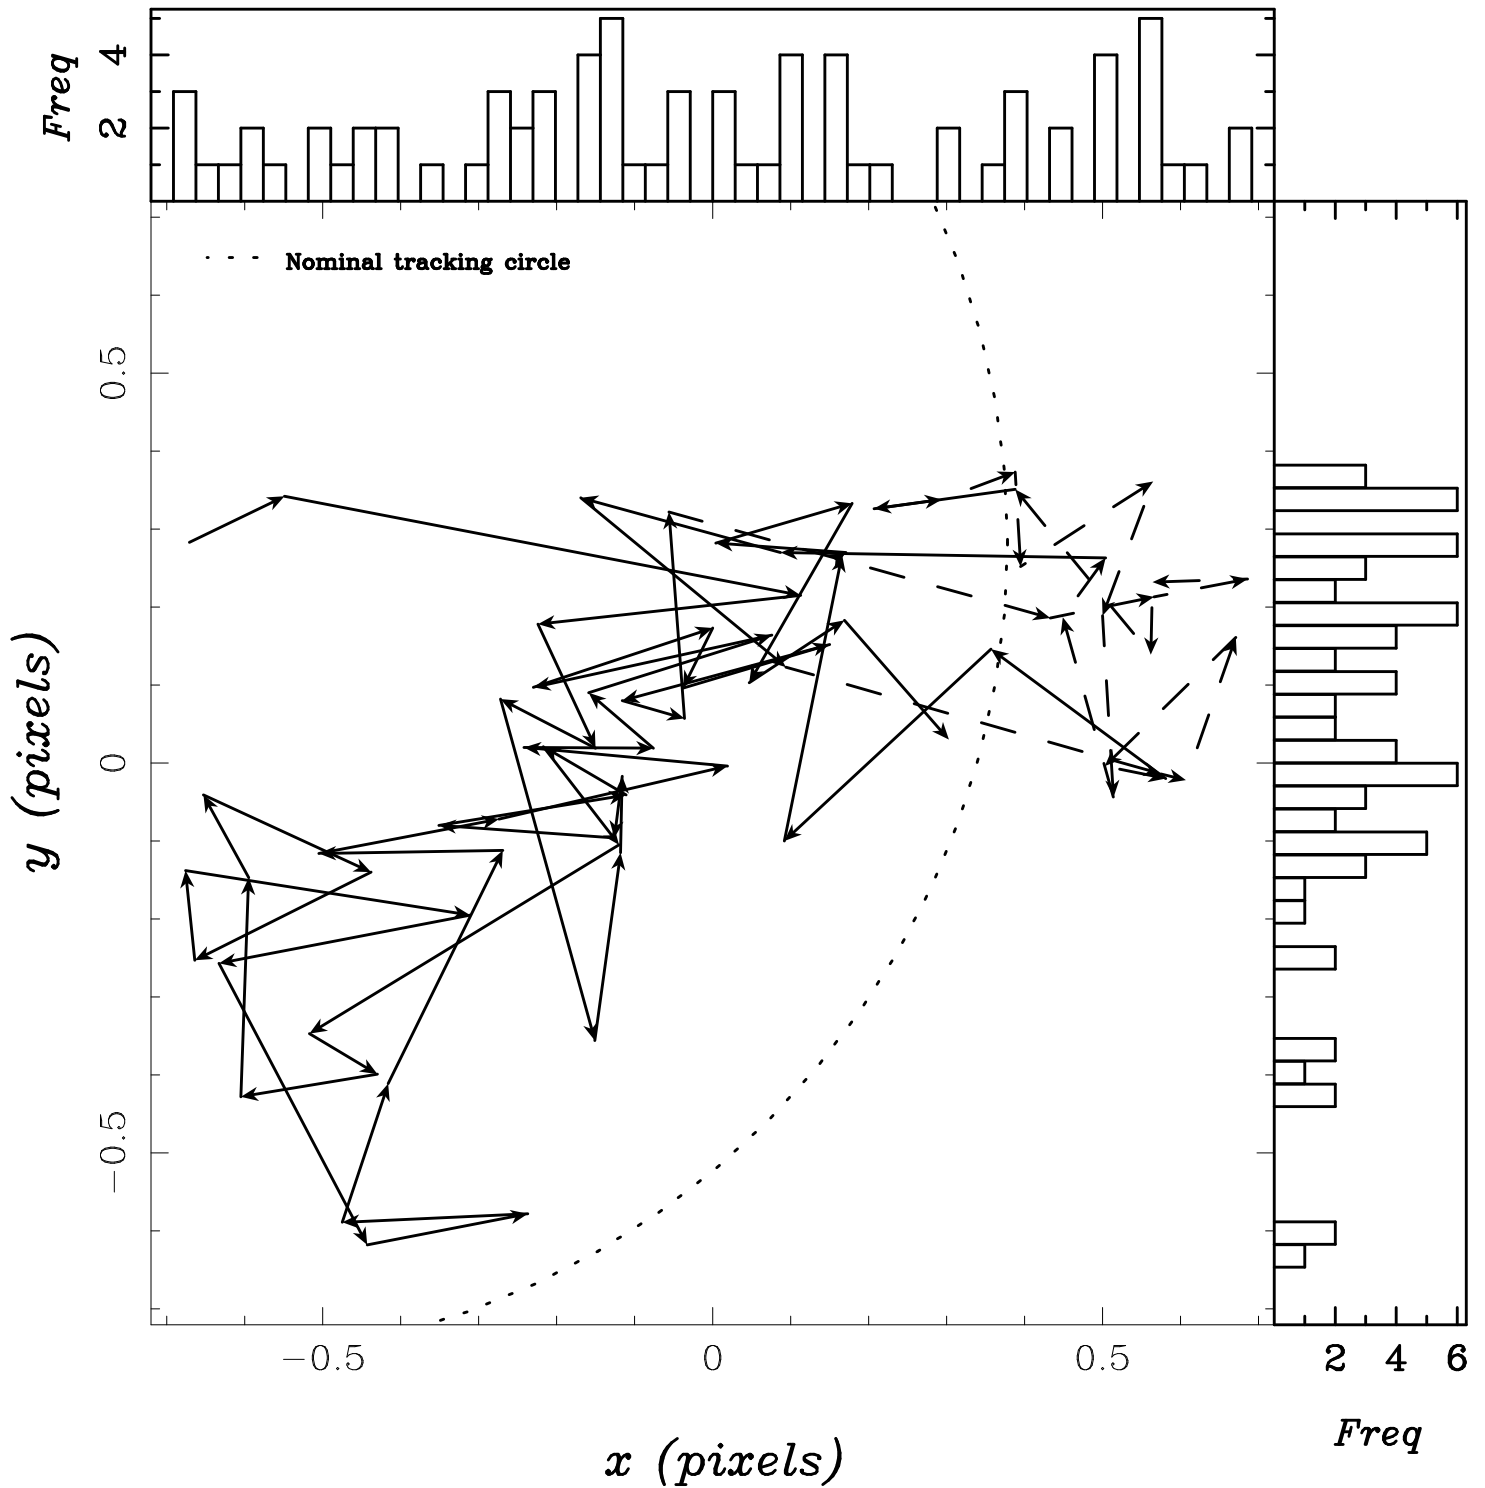 Freq
4
2
Nominal tracking circle
0.5
0
−0.5
y (pixels)
−0.5 0 0.5
x (pixels)
2 4 6
Freq